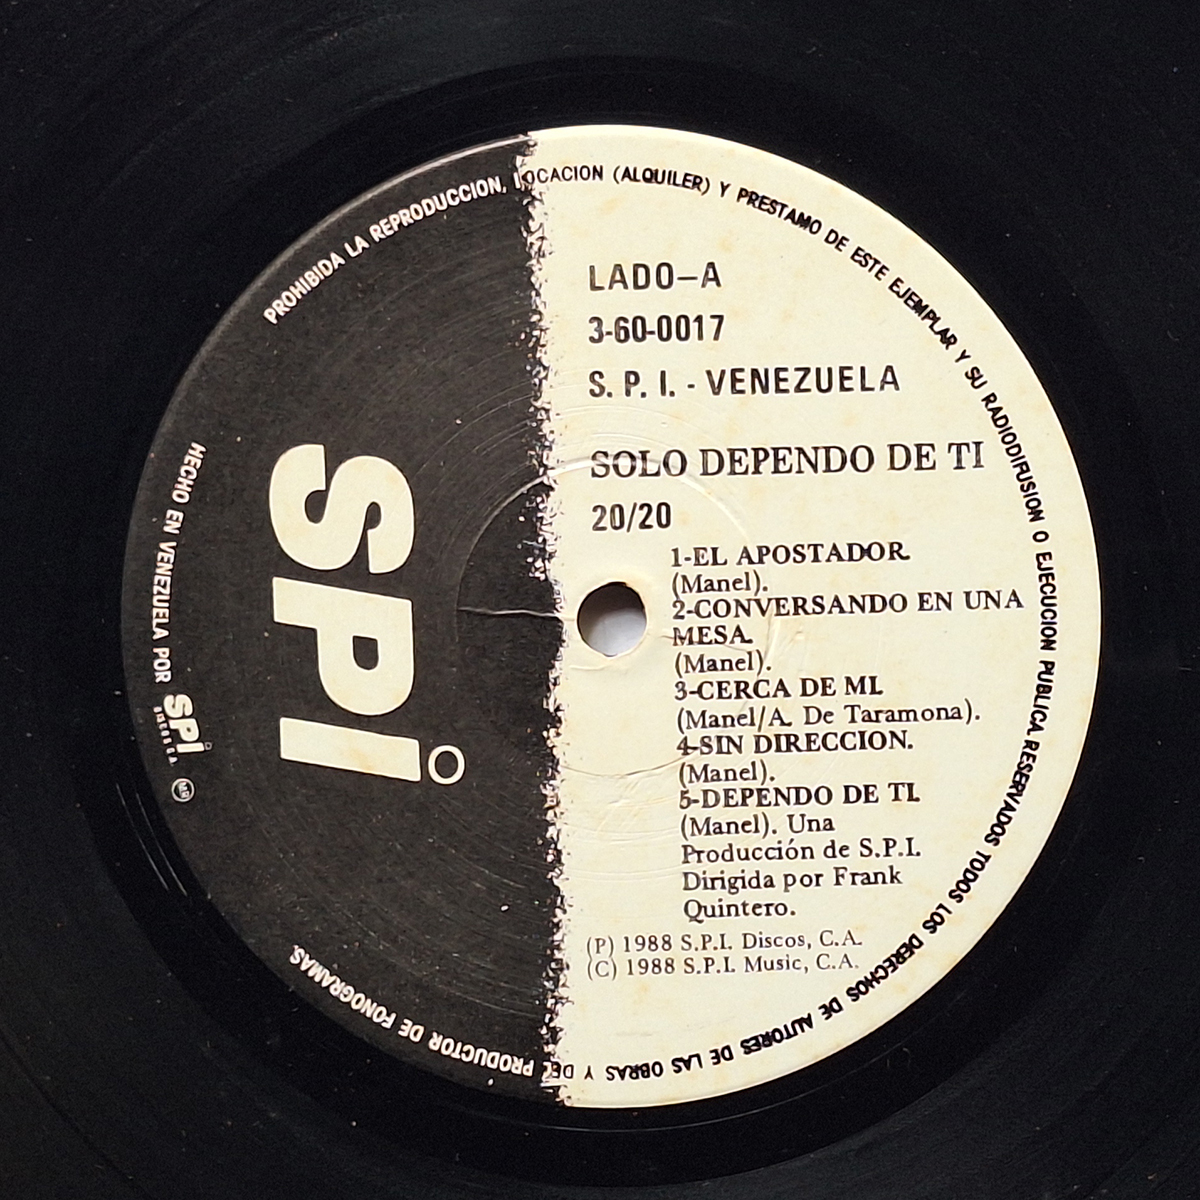 PROHIBIDA LA REPRODUCCION, LOCACION (ALQUILER) Y PRESTAMO DE ESTE EJEMPLAR Y SU RADIODIFUSION O EJECUCION PUBLICA. RESERVADOS TODOS LOS DERECHOS DE AUTORES DE LAS OBRAS Y DEL PRODUCTOR DE FONOGRAMAS.
LADO-A
3-60-0017
S. P. I. - VENEZUELA
SOLO DEPENDO DE TI
20/20
1-EL APOSTADOR.
(Manel).
2-CONVERSANDO EN UNA
MESA.
(Manel).
3-CERCA DE MI.
(Manel/A. De Taramona).
4-SIN DIRECCION.
(Manel).
5-DEPENDO DE TI.
(Manel). Una
Producción de S.P.I.
Dirigida por Frank
Quintero.
(P) 1988 S.P.I. Discos, C.A.
(C) 1988 S.P.I. Music, C.A.
SPi
HECHO EN VENEZUELA POR SPi